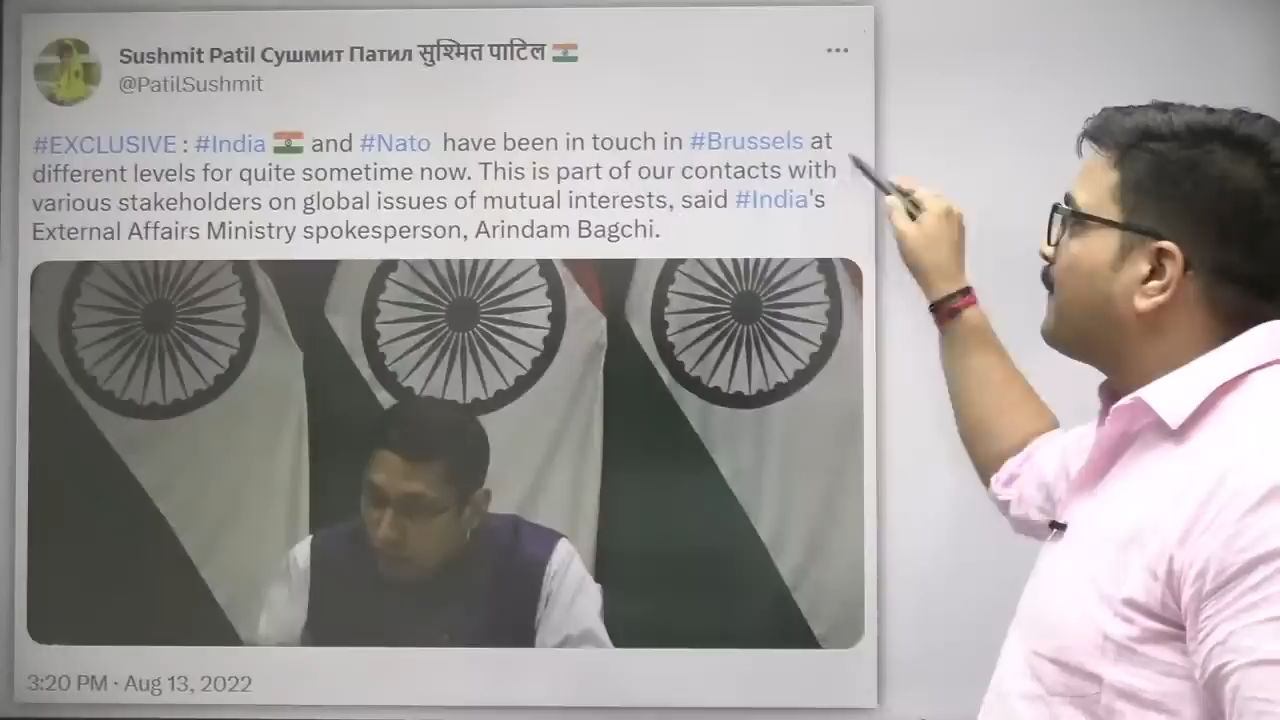 Sushmit Patil Сушмит Патил सुश्मित पाटिल 🇮🇳
@PatilSushmit
#EXCLUSIVE : #India 🇮🇳 and #Nato have been in touch in #Brussels at
different levels for quite sometime now. This is part of our contacts with
various stakeholders on global issues of mutual interests, said #India's
External Affairs Ministry spokesperson, Arindam Bagchi.
3:20 PM · Aug 13, 2022